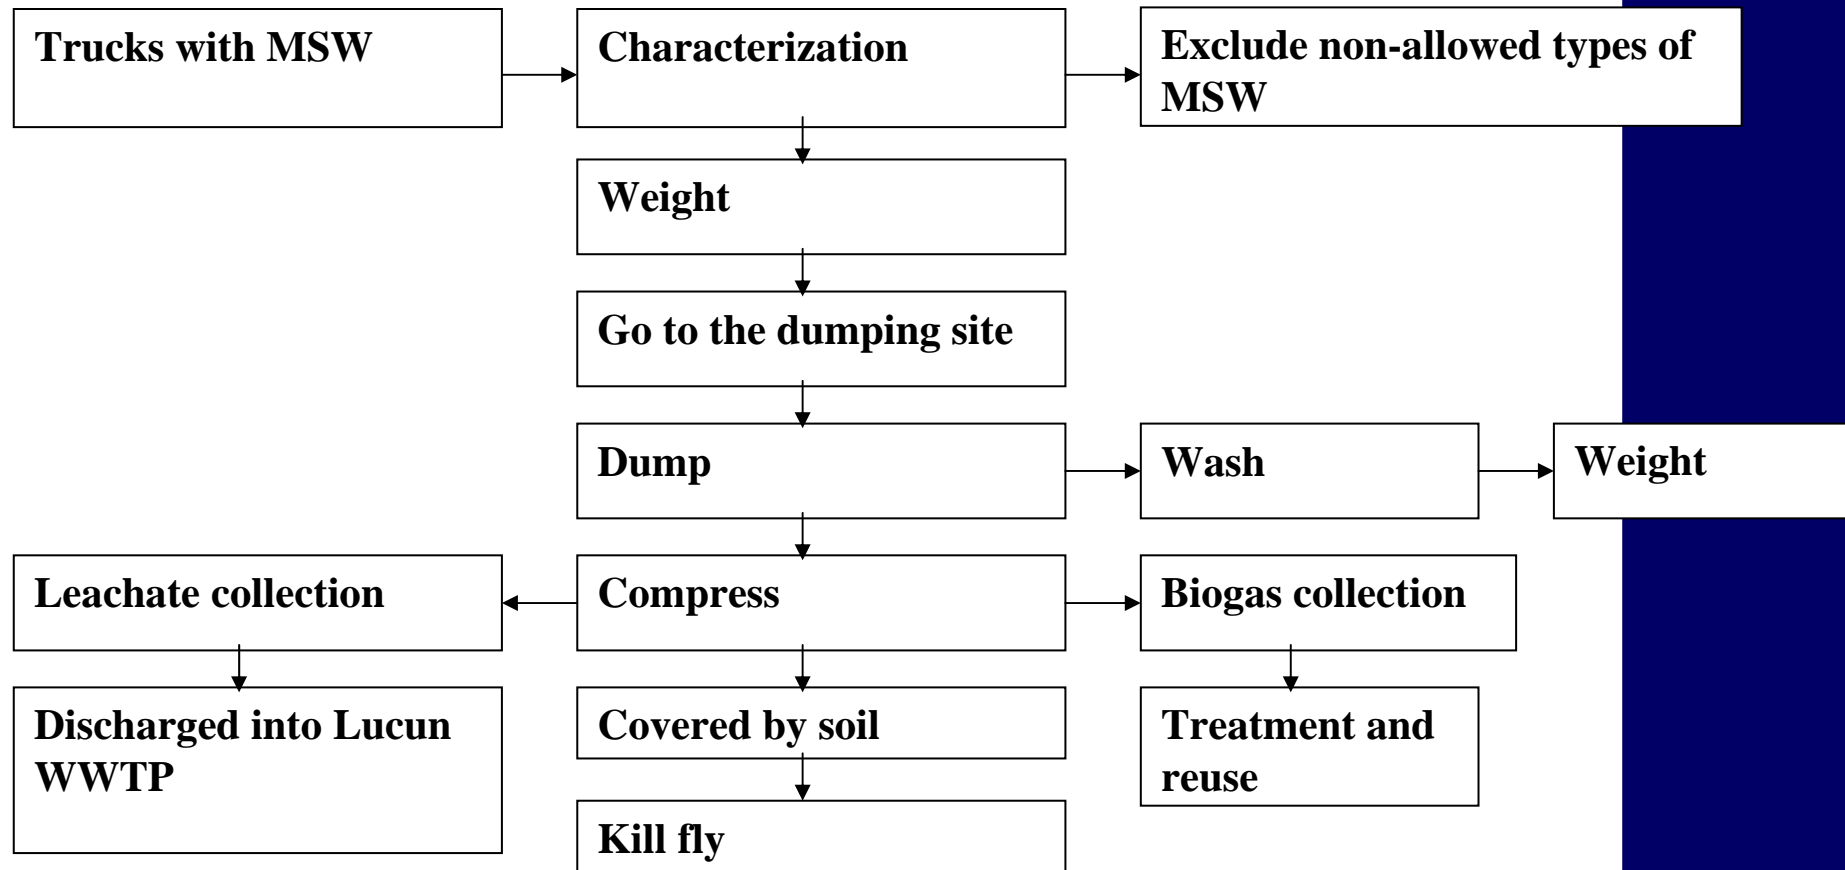 Trucks with MSW
Characterization
Exclude non-allowed types of
MSW
Weight
Go to the dumping site
Dump
Wash
Weight
Leachate collection
Compress
Biogas collection
Discharged into Lucun
WWTP
Covered by soil
Treatment and
reuse
Kill fly